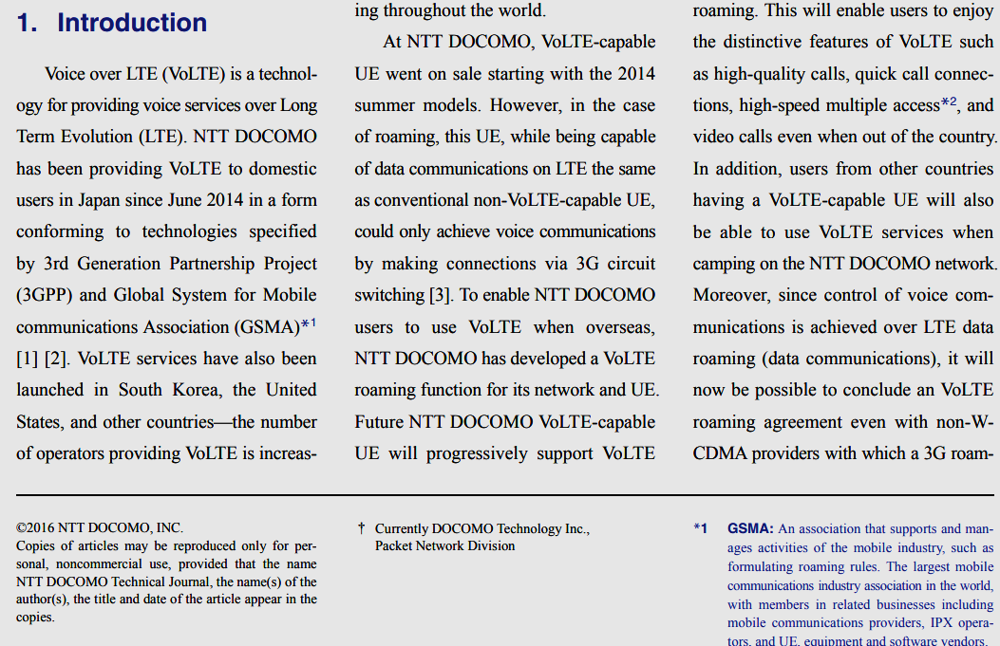 1. Introduction
Voice over LTE (VoLTE) is a technol-
ogy for providing voice services over Long
Term Evolution (LTE). NTT DOCOMO
has been providing VoLTE to domestic
users in Japan since June 2014 in a form
conforming to technologies specified
by 3rd Generation Partnership Project
(3GPP) and Global System for Mobile
communications Association (GSMA)*1
[1] [2]. VoLTE services have also been
launched in South Korea, the United
States, and other countries—the number
of operators providing VoLTE is increas-
ing throughout the world.
At NTT DOCOMO, VoLTE-capable
UE went on sale starting with the 2014
summer models. However, in the case
of roaming, this UE, while being capable
of data communications on LTE the same
as conventional non-VoLTE-capable UE,
could only achieve voice communications
by making connections via 3G circuit
switching [3]. To enable NTT DOCOMO
users to use VoLTE when overseas,
NTT DOCOMO has developed a VoLTE
roaming function for its network and UE.
Future NTT DOCOMO VoLTE-capable
UE will progressively support VoLTE
roaming. This will enable users to enjoy
the distinctive features of VoLTE such
as high-quality calls, quick call connec-
tions, high-speed multiple access*2, and
video calls even when out of the country.
In addition, users from other countries
having a VoLTE-capable UE will also
be able to use VoLTE services when
camping on the NTT DOCOMO network.
Moreover, since control of voice com-
munications is achieved over LTE data
roaming (data communications), it will
now be possible to conclude an VoLTE
roaming agreement even with non-W-
CDMA providers with which a 3G roam-
©2016 NTT DOCOMO, INC.
Copies of articles may be reproduced only for per-
sonal, noncommercial use, provided that the name
NTT DOCOMO Technical Journal, the name(s) of the
author(s), the title and date of the article appear in the
copies.
† Currently DOCOMO Technology Inc.,
Packet Network Division
*1 GSMA: An association that supports and man-
ages activities of the mobile industry, such as
formulating roaming rules. The largest mobile
communications industry association in the world,
with members in related businesses including
mobile communications providers, IPX opera-
tors, and UE, equipment and software vendors.